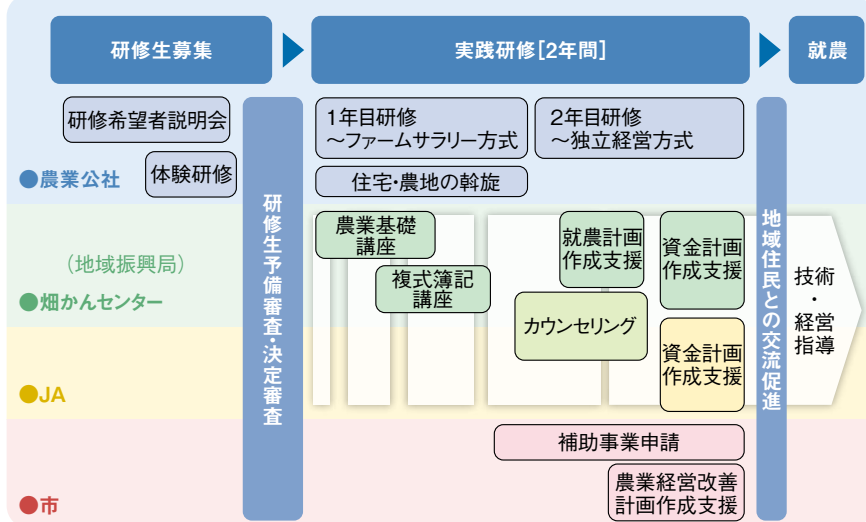 研修生募集
実践研修[2年間]
就農
研修希望者説明会
体験研修
●農業公社
1年目研修
～ファームサラリー方式
2年目研修
～独立経営方式
住宅・農地の斡旋
研修生予備審査・決定審査
農業基礎
講座
複式簿記
講座
就農計画
作成支援
資金計画
作成支援
(地域振興局)
●畑かんセンター
カウンセリング
資金計画
作成支援
●JA
地域住民との交流促進
技術
・
経営
指導
補助事業申請
農業経営改善
計画作成支援
●市